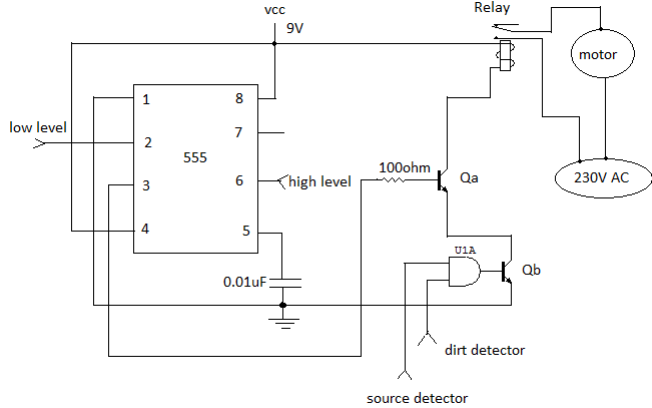 vcc
9V
Relay
motor
230V AC
low level
1
2
3
4
555
8
7
6
5
high level
0.01uF
100ohm
Qa
U1A
Qb
dirt detector
source detector